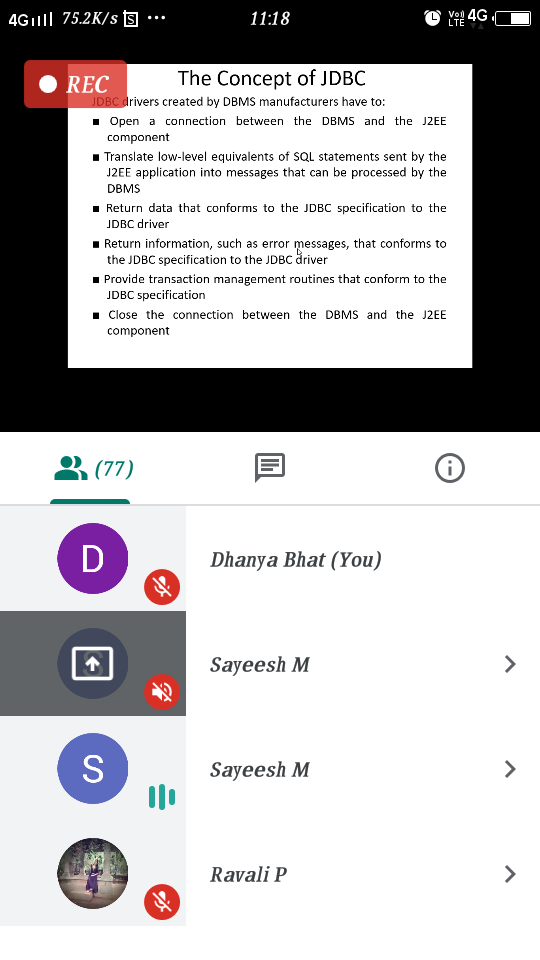 4G 75.2K/s S ... 11:18 Vo) LTE 4G
REC
The Concept of JDBC
JDBC drivers created by DBMS manufacturers have to:
■ Open a connection between the DBMS and the J2EE
component
■ Translate low-level equivalents of SQL statements sent by the
J2EE application into messages that can be processed by the
DBMS
■ Return data that conforms to the JDBC specification to the
JDBC driver
■ Return information, such as error messages, that conforms to
the JDBC specification to the JDBC driver
■ Provide transaction management routines that conform to the
JDBC specification
■ Close the connection between the DBMS and the J2EE
component
(77)
D
Dhanya Bhat (You)
Sayeesh M
S
Sayeesh M
Ravali P